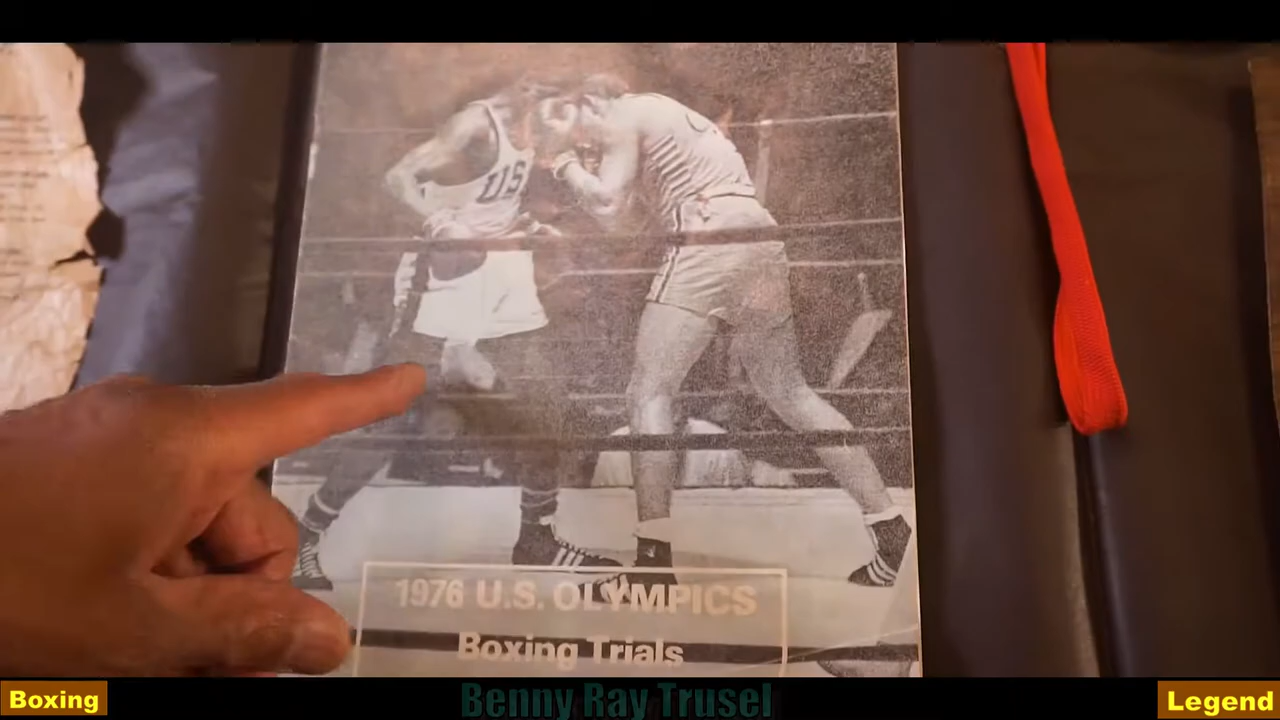 US
1976 U.S. OLYMPICS
Boxing Trials
Boxing
Benny Ray Trusel
Legend